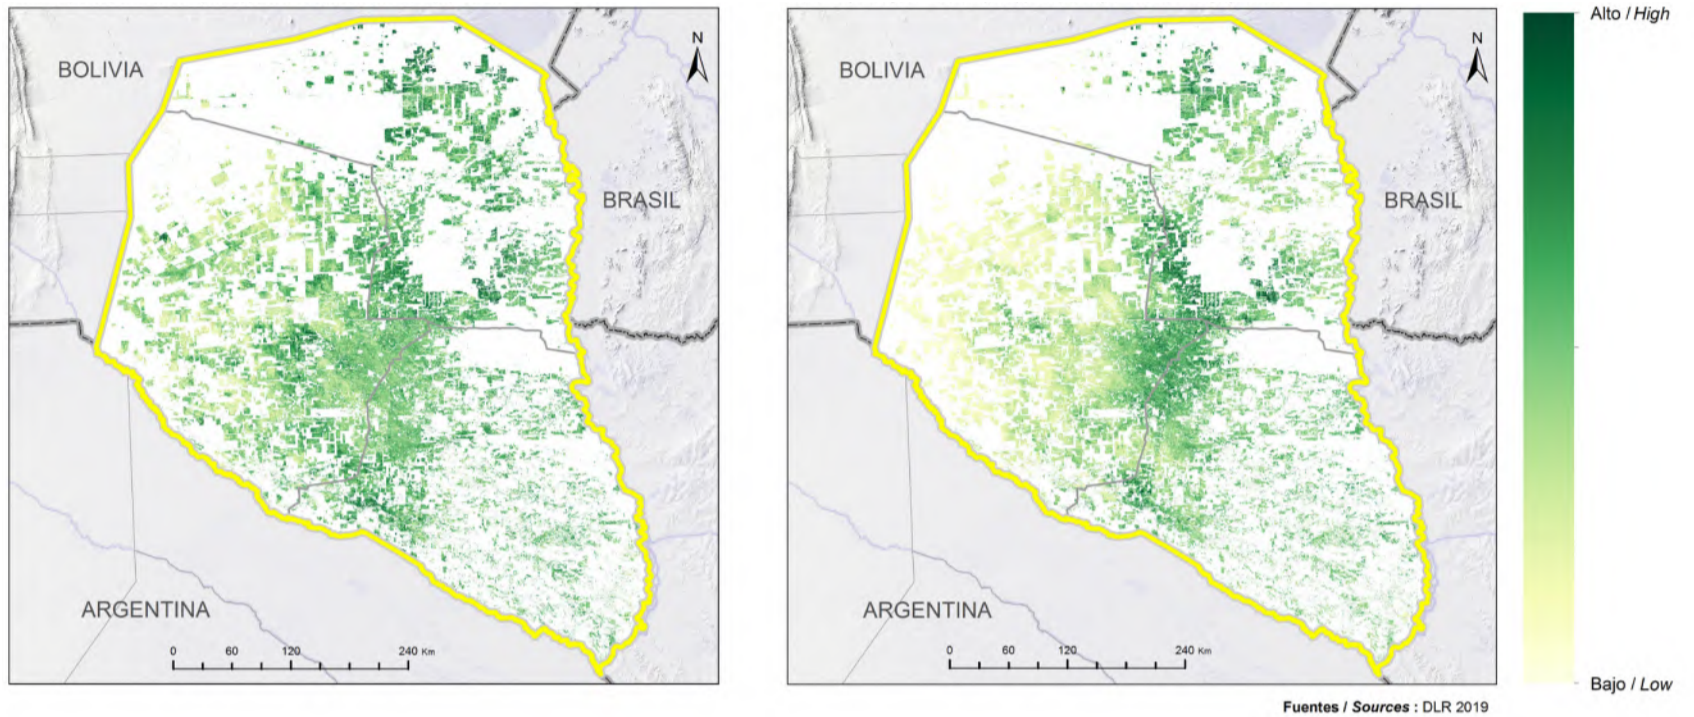 BOLIVIA
N
BRASIL
ARGENTINA
0 60 120 240 Km
BOLIVIA
N
BRASIL
ARGENTINA
0 60 120 240 Km
Alto / High
Bajo / Low
Fuentes / Sources : DLR 2019